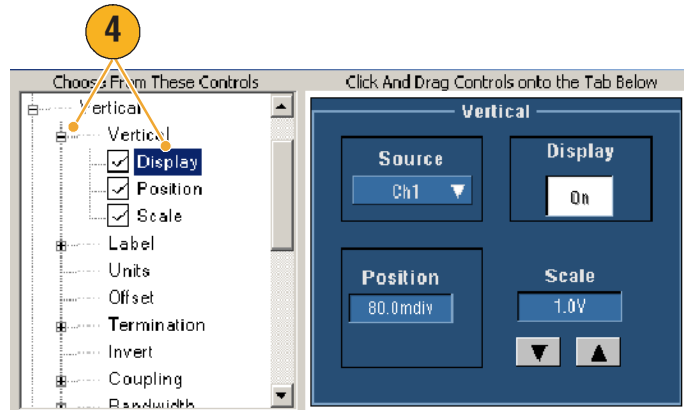 4
Choose From These Controls
Click And Drag Controls onto the Tab Below
Vertical
Vertical
Display
Position
Scale
Label
Units
Offset
Termination
Invert
Coupling
Bandwidth
Vertical
Source
Ch1
Display
On
Position
80.0mdiv
Scale
1.0V